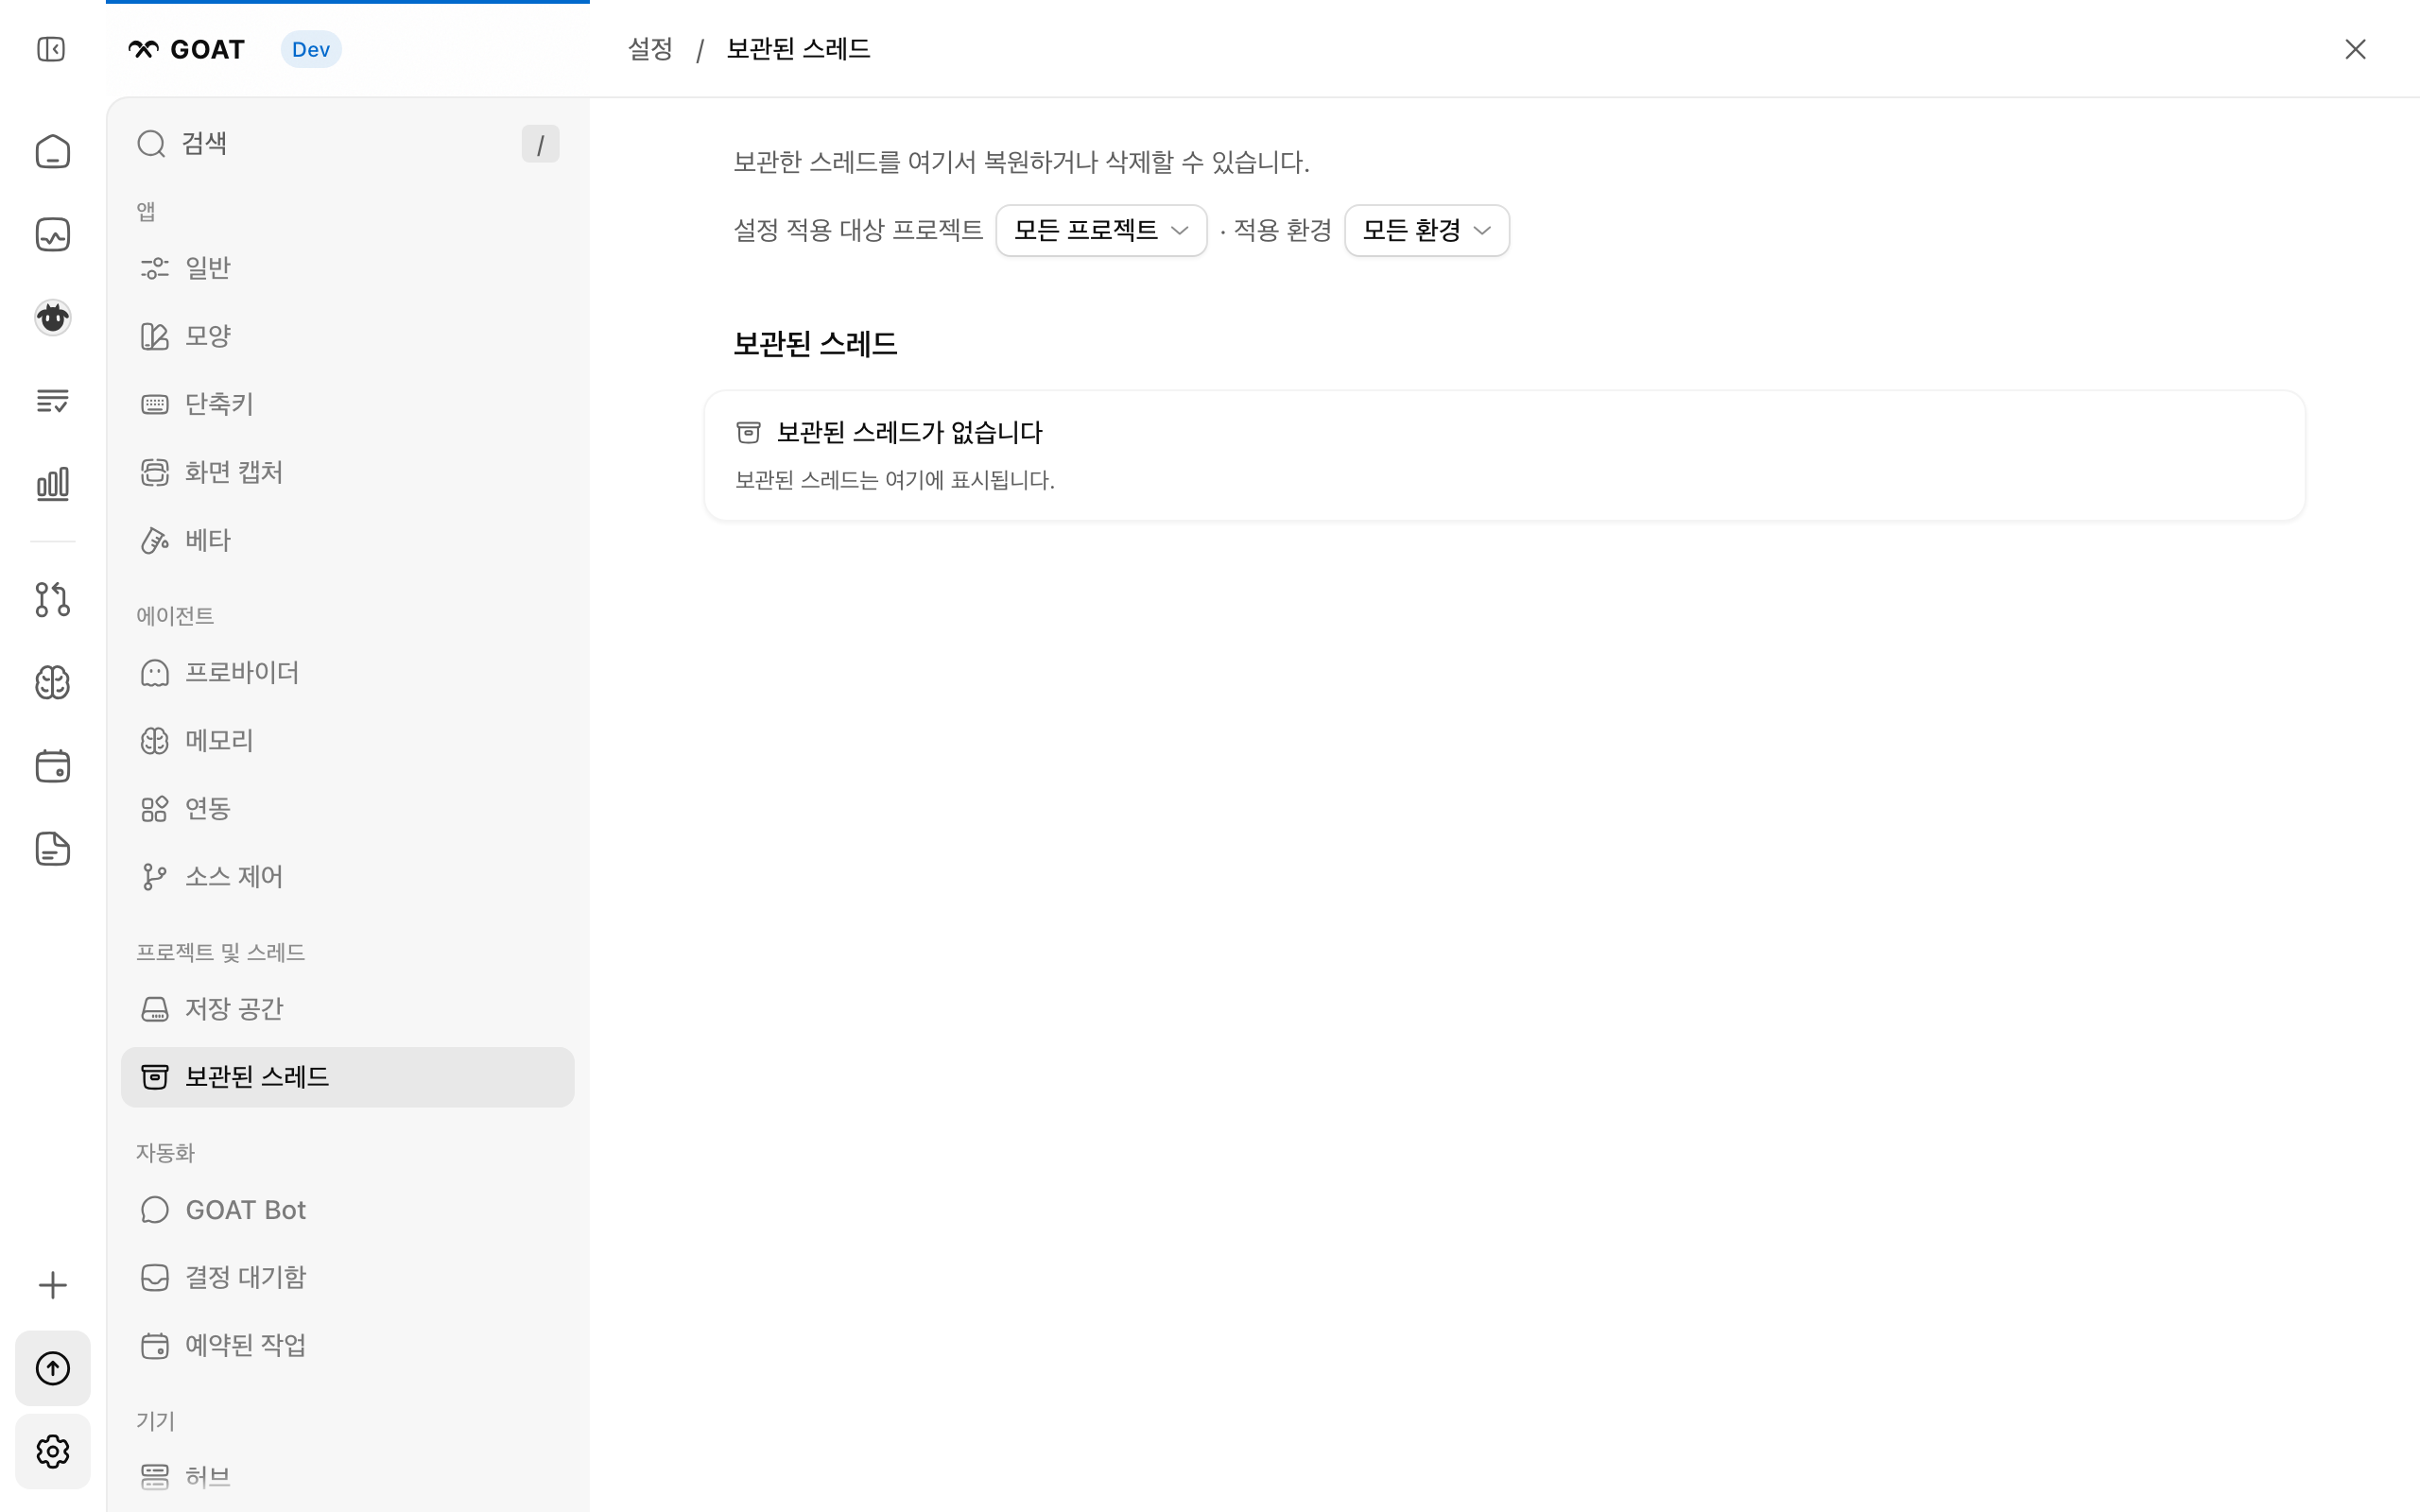 GOAT Dev
설정 / 보관된 스레드
검색 /
앱
일반
모양
단축키
화면 캡처
베타
에이전트
프로바이더
메모리
연동
소스 제어
프로젝트 및 스레드
저장 공간
보관된 스레드
자동화
GOAT Bot
결정 대기함
예약된 작업
기기
허브
보관한 스레드를 여기서 복원하거나 삭제할 수 있습니다.
설정 적용 대상 프로젝트 모든 프로젝트 · 적용 환경 모든 환경
보관된 스레드
보관된 스레드가 없습니다
보관된 스레드는 여기에 표시됩니다.